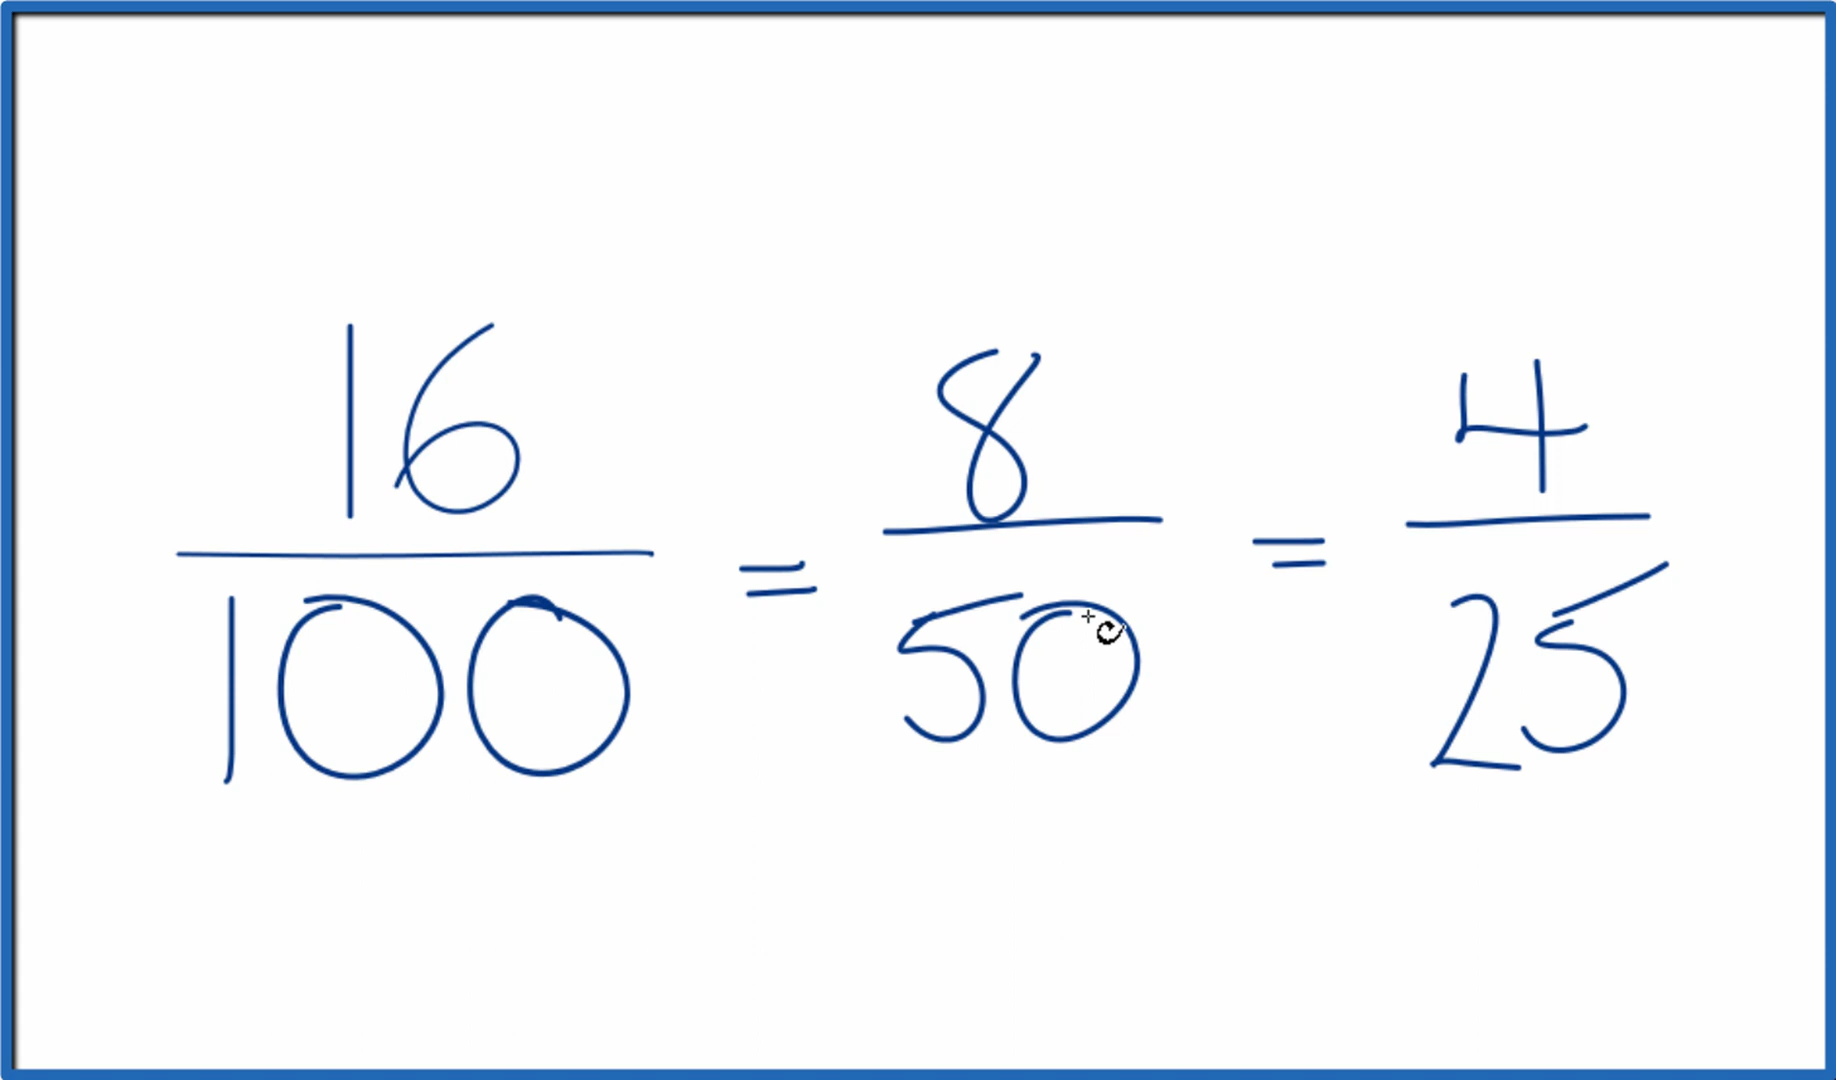 16/100 = 8/50 = 4/25